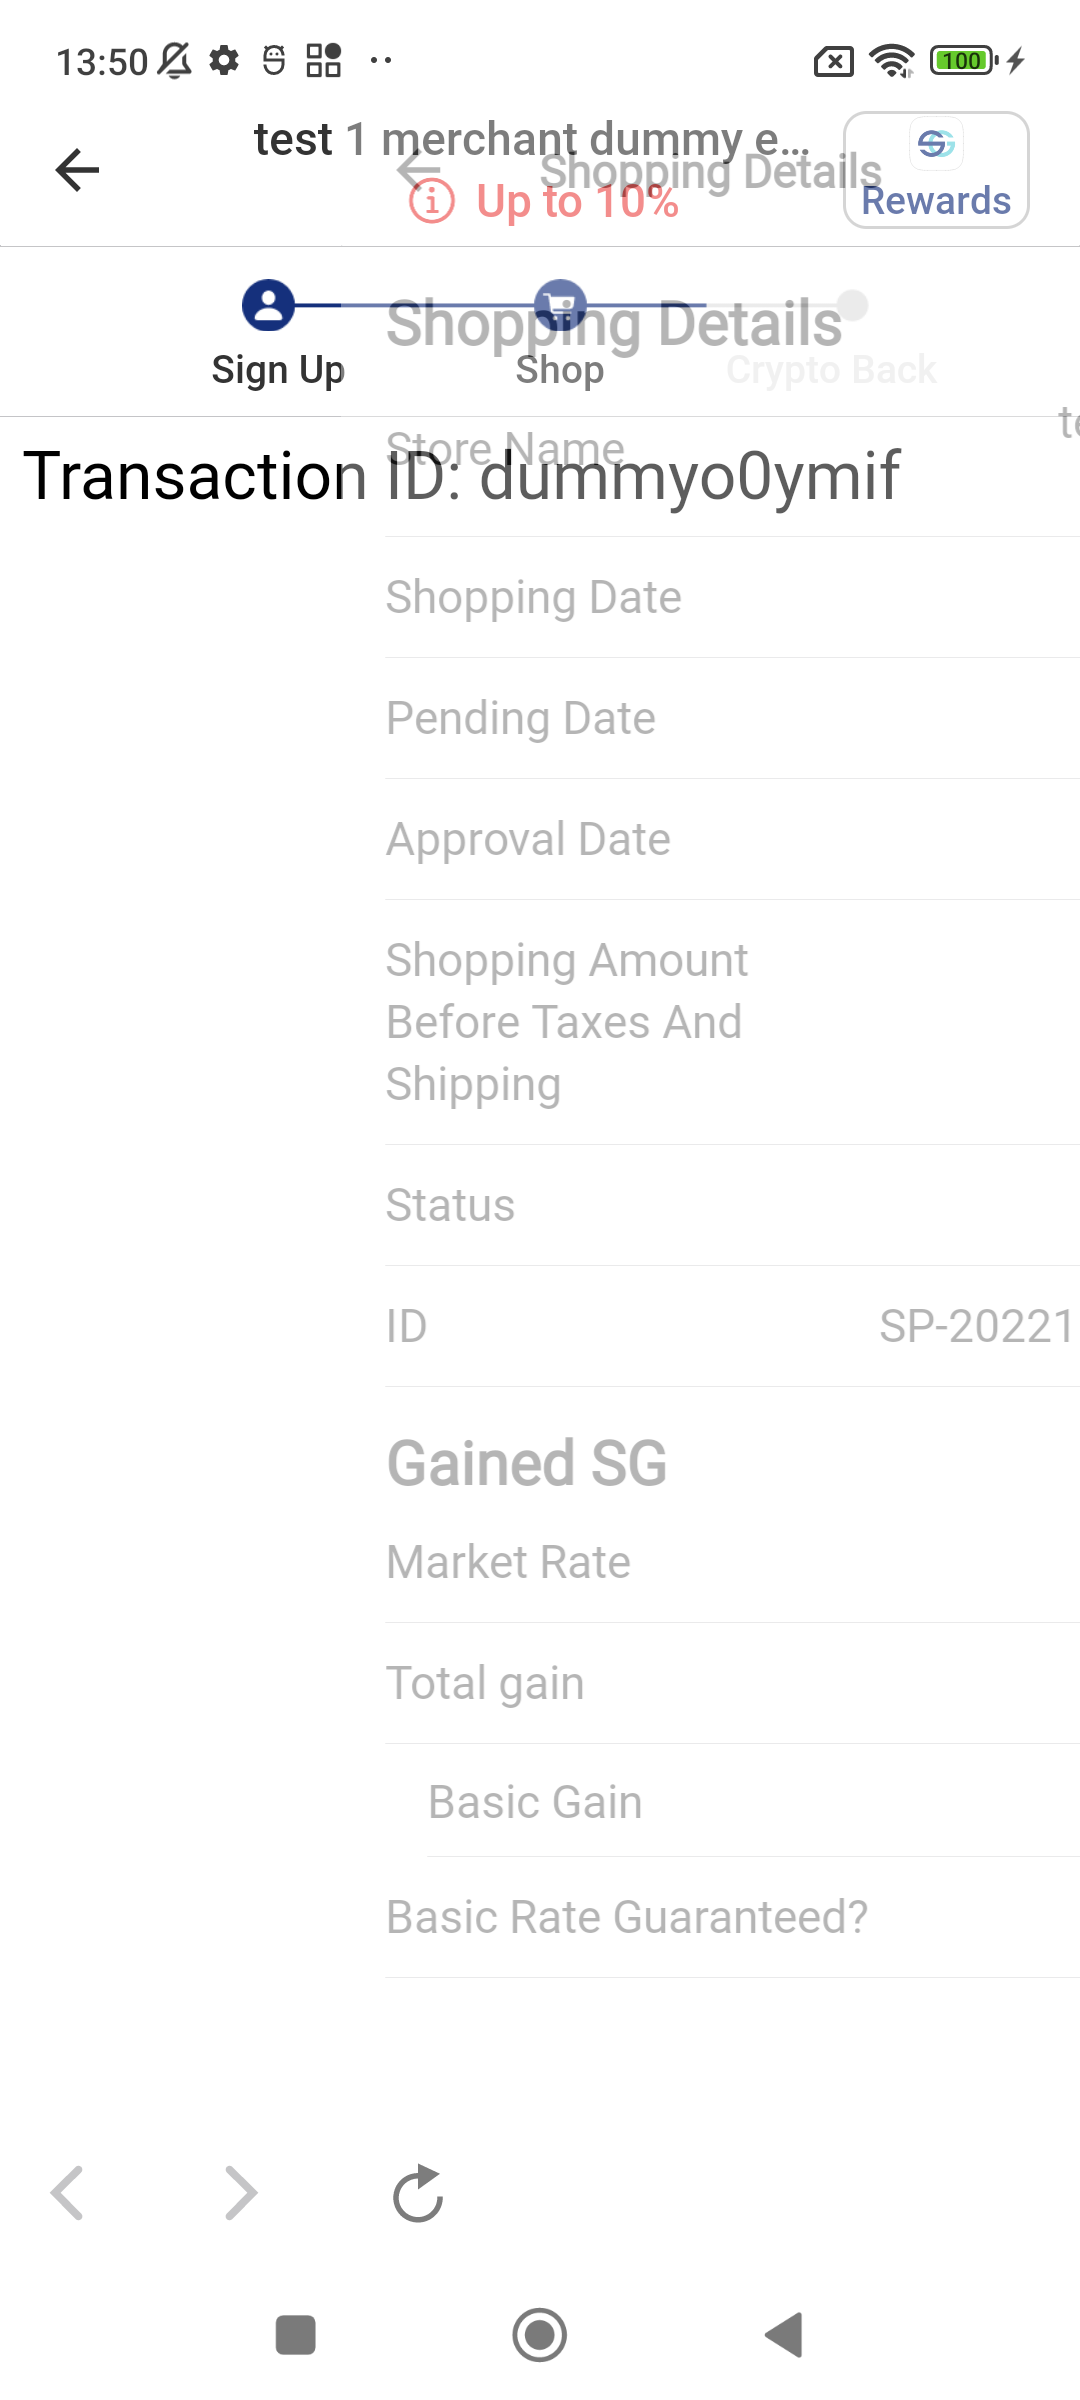 13:50
100
test 1 merchant dummy e...
Shopping Details
Up to 10%
Rewards
Shopping Details
Sign Up
Shop
Crypto Back
te
Store Name
Transaction ID: dummyo0ymif
Shopping Date
Pending Date
Approval Date
Shopping Amount
Before Taxes And
Shipping
Status
ID SP-20221
Gained SG
Market Rate
Total gain
Basic Gain
Basic Rate Guaranteed?